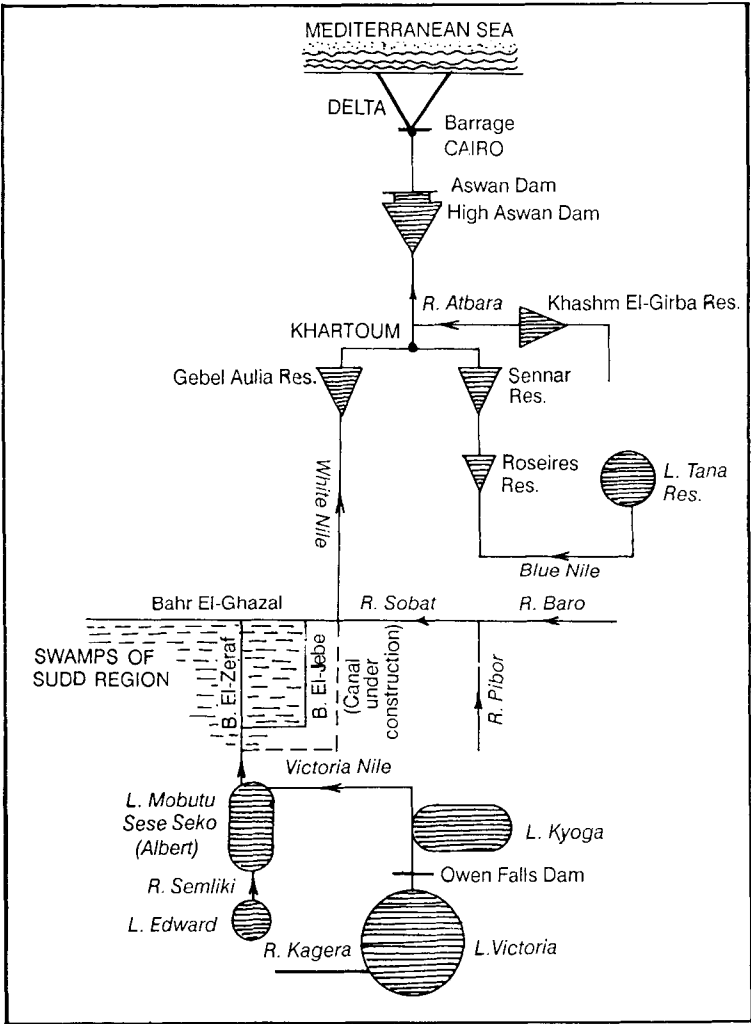 MEDITERRANEAN SEA
DELTA
Barrage
CAIRO
Aswan Dam
High Aswan Dam
R. Atbara
Khashm El-Girba Res.
KHARTOUM
Gebel Aulia Res.
Sennar
Res.
White Nile
Roseires
Res.
L. Tana
Res.
Blue Nile
Bahr El-Ghazal
R. Sobat
R. Baro
SWAMPS OF
SUDD REGION
B. El-Zeraf
B. El-Jebe
(Canal
under
construction)
R. Pibor
Victoria Nile
L. Mobutu
Sese Seko
(Albert)
L. Kyoga
R. Semliki
Owen Falls Dam
L. Edward
R. Kagera
L.Victoria